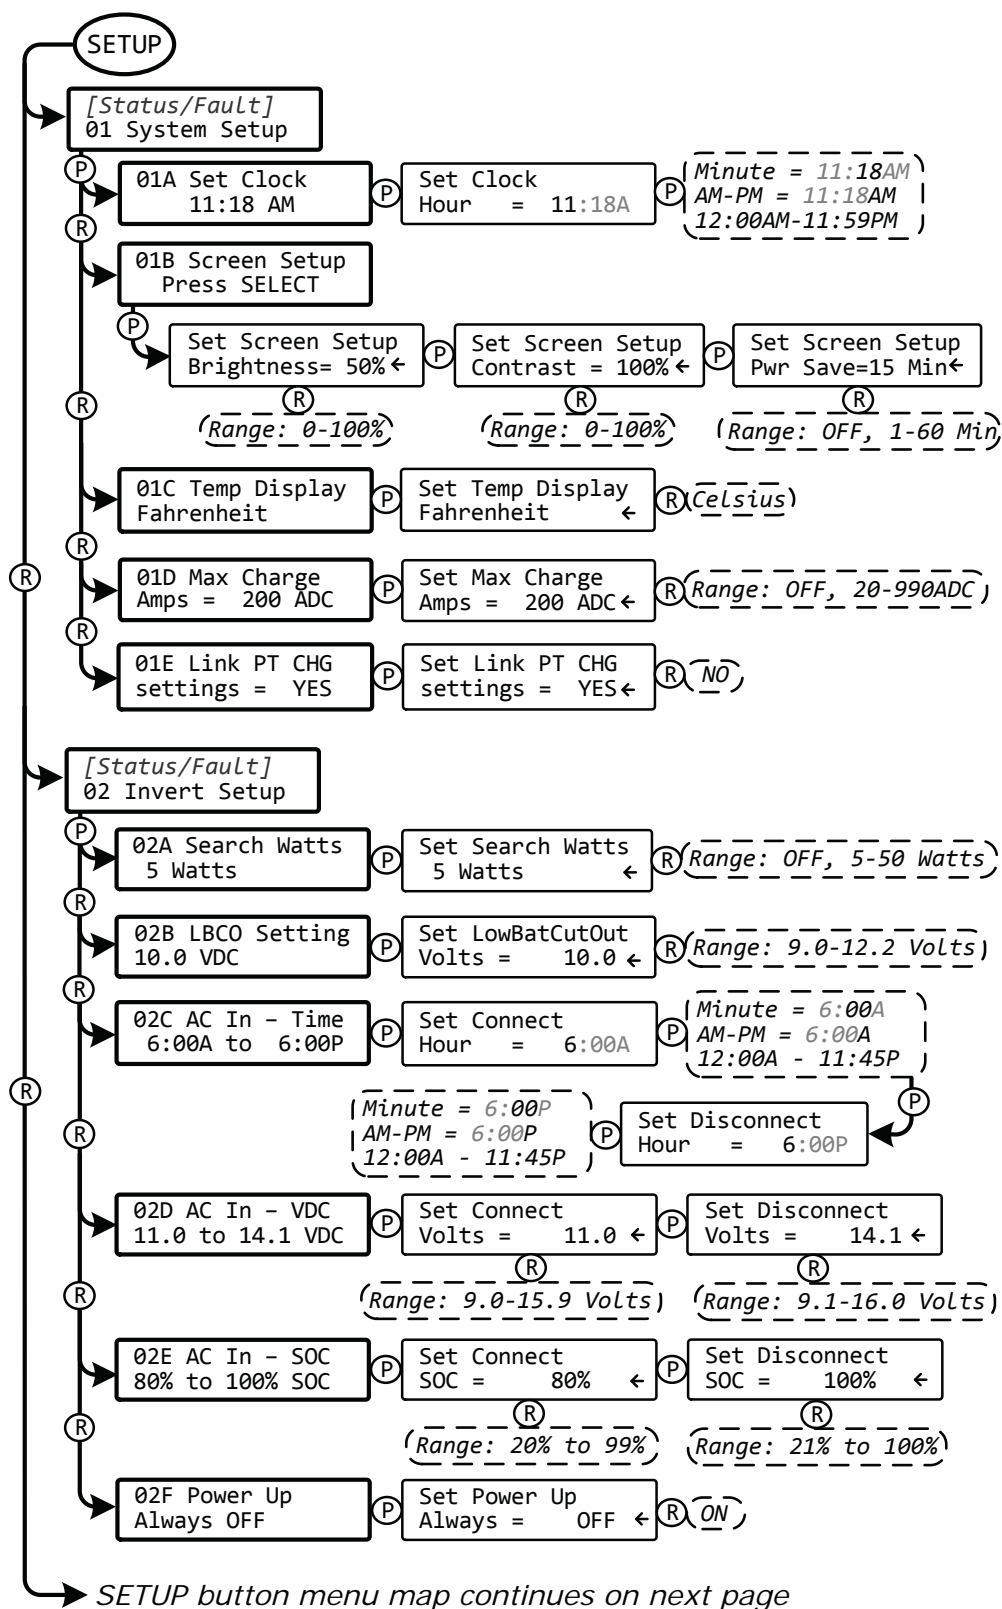 SETUP
[Status/Fault]
01 System Setup
P
01A Set Clock
11:18 AM
P
Set Clock
Hour = 11:18A
P
Minute = 11:18AM
AM-PM = 11:18AM
12:00AM-11:59PM
R
01B Screen Setup
Press SELECT
P
Set Screen Setup
Brightness= 50%←
P
Set Screen Setup
Contrast = 100%←
P
Set Screen Setup
Pwr Save=15 Min←
R
R
R
R
Range: 0-100%
Range: 0-100%
Range: OFF, 1-60 Min
01C Temp Display
Fahrenheit
P
Set Temp Display
Fahrenheit ←
R
Celsius
R
R
01D Max Charge
Amps = 200 ADC
P
Set Max Charge
Amps = 200 ADC←
R
Range: OFF, 20-990ADC
R
01E Link PT CHG
settings = YES
P
Set Link PT CHG
settings = YES←
R
NO
[Status/Fault]
02 Invert Setup
P
02A Search Watts
5 Watts
P
Set Search Watts
5 Watts ←
R
Range: OFF, 5-50 Watts
R
02B LBCO Setting
10.0 VDC
P
Set LowBatCutOut
Volts = 10.0 ←
R
Range: 9.0-12.2 Volts
R
02C AC In – Time
6:00A to 6:00P
P
Set Connect
Hour = 6:00A
P
Minute = 6:00A
AM-PM = 6:00A
12:00A - 11:45P
R
P
Set Disconnect
Hour = 6:00P
P
Minute = 6:00P
AM-PM = 6:00P
12:00A - 11:45P
R
02D AC In – VDC
11.0 to 14.1 VDC
P
Set Connect
Volts = 11.0 ←
P
Set Disconnect
Volts = 14.1 ←
R
R
R
Range: 9.0-15.9 Volts
Range: 9.1-16.0 Volts
02E AC In – SOC
80% to 100% SOC
P
Set Connect
SOC = 80% ←
P
Set Disconnect
SOC = 100% ←
R
R
R
Range: 20% to 99%
Range: 21% to 100%
02F Power Up
Always OFF
P
Set Power Up
Always = OFF ←
R
ON
SETUP button menu map continues on next page